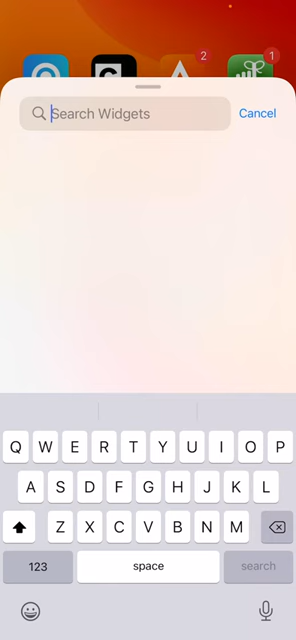 2
1
Search Widgets
Cancel
Q W E R T Y U I O P
A S D F G H J K L
Z X C V B N M
123 space search